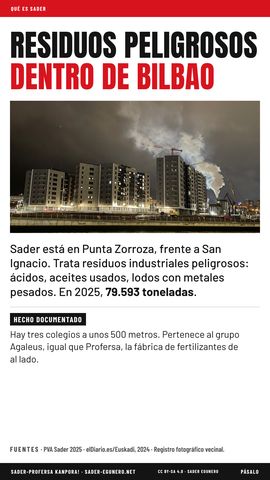 QUÉ ES SADER
RESIDUOS PELIGROSOS
DENTRO DE BILBAO
Sader está en Punta Zorroza, frente a San
Ignacio. Trata residuos industriales peligrosos:
ácidos, aceites usados, lodos con metales
pesados. En 2025, 79.593 toneladas.
HECHO DOCUMENTADO
Hay tres colegios a unos 500 metros. Pertenece al grupo
Agaleus, igual que Profersa, la fábrica de fertilizantes de
al lado.
FUENTES · PVA Sader 2025 · elDiario.es/Euskadi, 2024 · Registro fotográfico vecinal.
SADER-PROFERSA KANPORA! · SADER-EGUNERO.NET CC BY-SA 4.0 · SADER EGUNERO PÁSALO